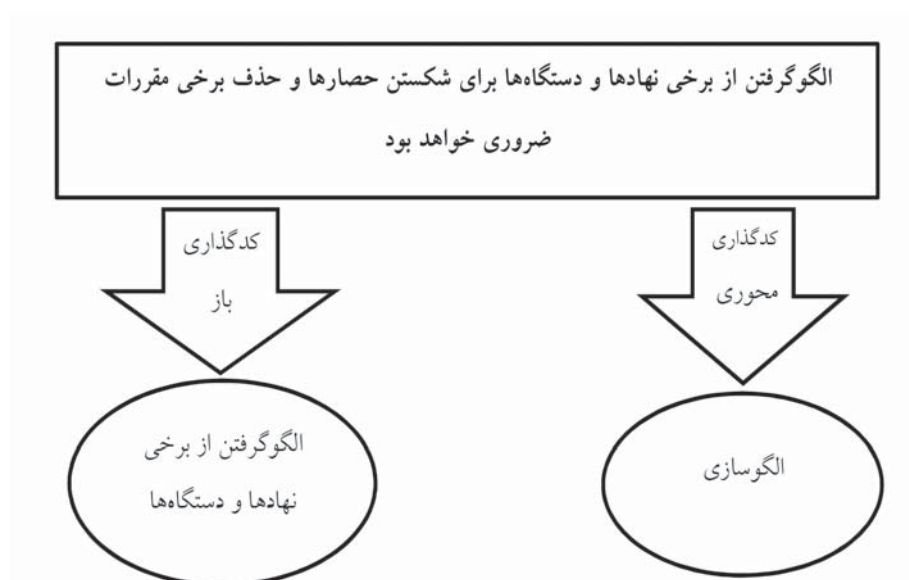 الگوگرفتن از برخی نهادها و دستگاه‌ها برای شکستن حصارها و حذف برخی مقررات
ضروری خواهد بود
کدگذاری
محوری
کدگذاری
باز
الگوسازی
الگوگرفتن از برخی
نهادها و دستگاه‌ها